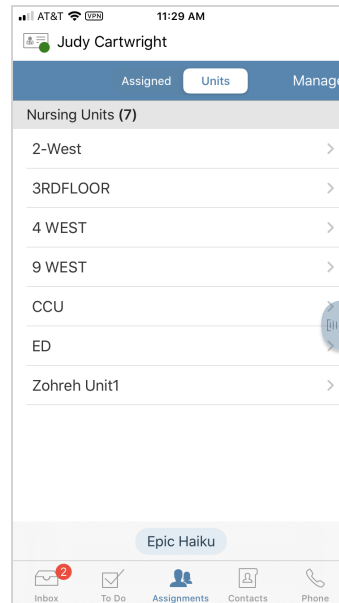 AT&T VPN 11:29 AM
Judy Cartwright
Assigned Units Manage
Nursing Units (7)
2-West
3RDFLOOR
4 WEST
9 WEST
CCU
ED
Zohreh Unit1
Epic Haiku
2
Inbox To Do Assignments Contacts Phone